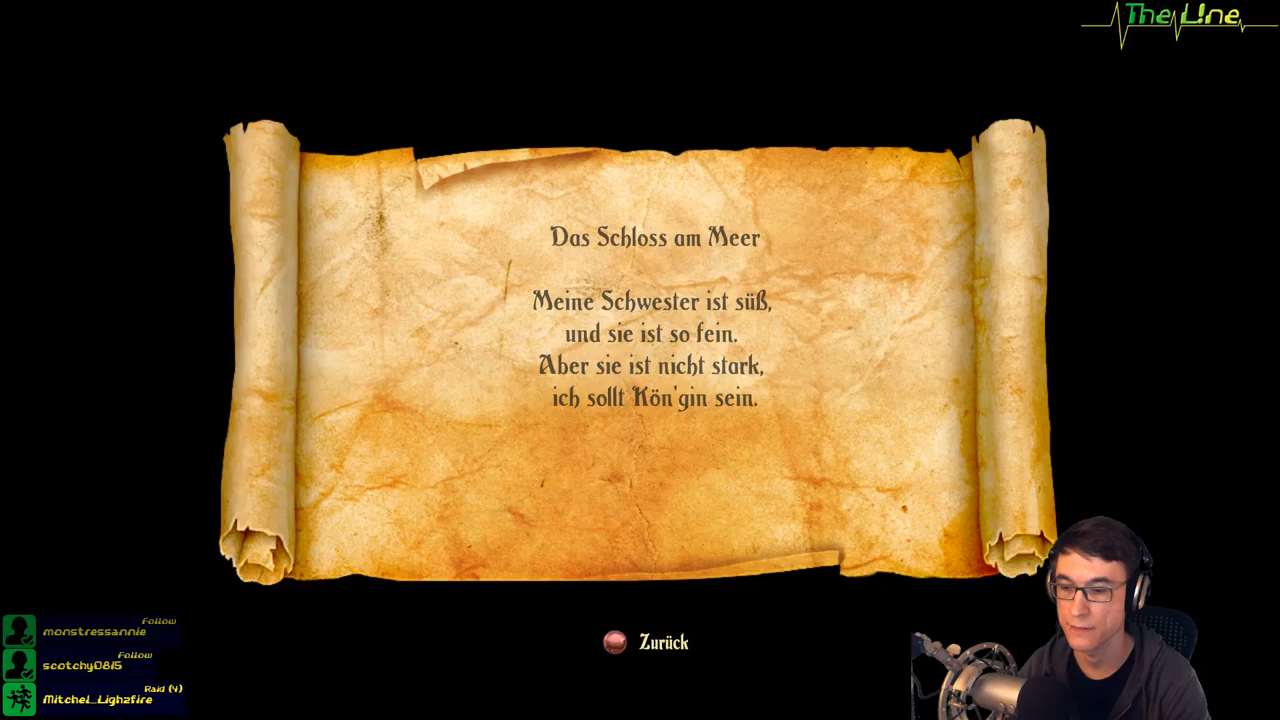 The L!ne
Das Schloss am Meer
Meine Schwester ist süß,
und sie ist so fein.
Aber sie ist nicht stark,
ich sollt Kön'gin sein.
Zurück
Follow
monstressannie
Follow
scotchy0815
Raid (4)
Mitchel_Lighzfire